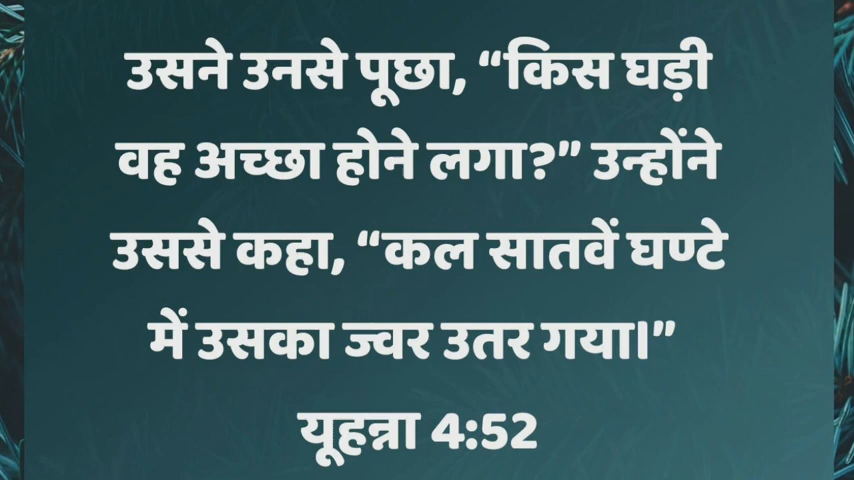 उसने उनसे पूछा, “किस घड़ी
वह अच्छा होने लगा?” उन्होंने
उससे कहा, “कल सातवें घण्टे
में उसका ज्वर उतर गया।”
यूहन्ना 4:52